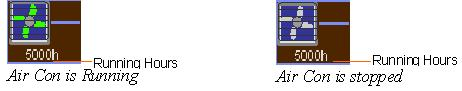 5000h
Running Hours
Air Con is Running
5000h
Running Hours
Air Con is stopped